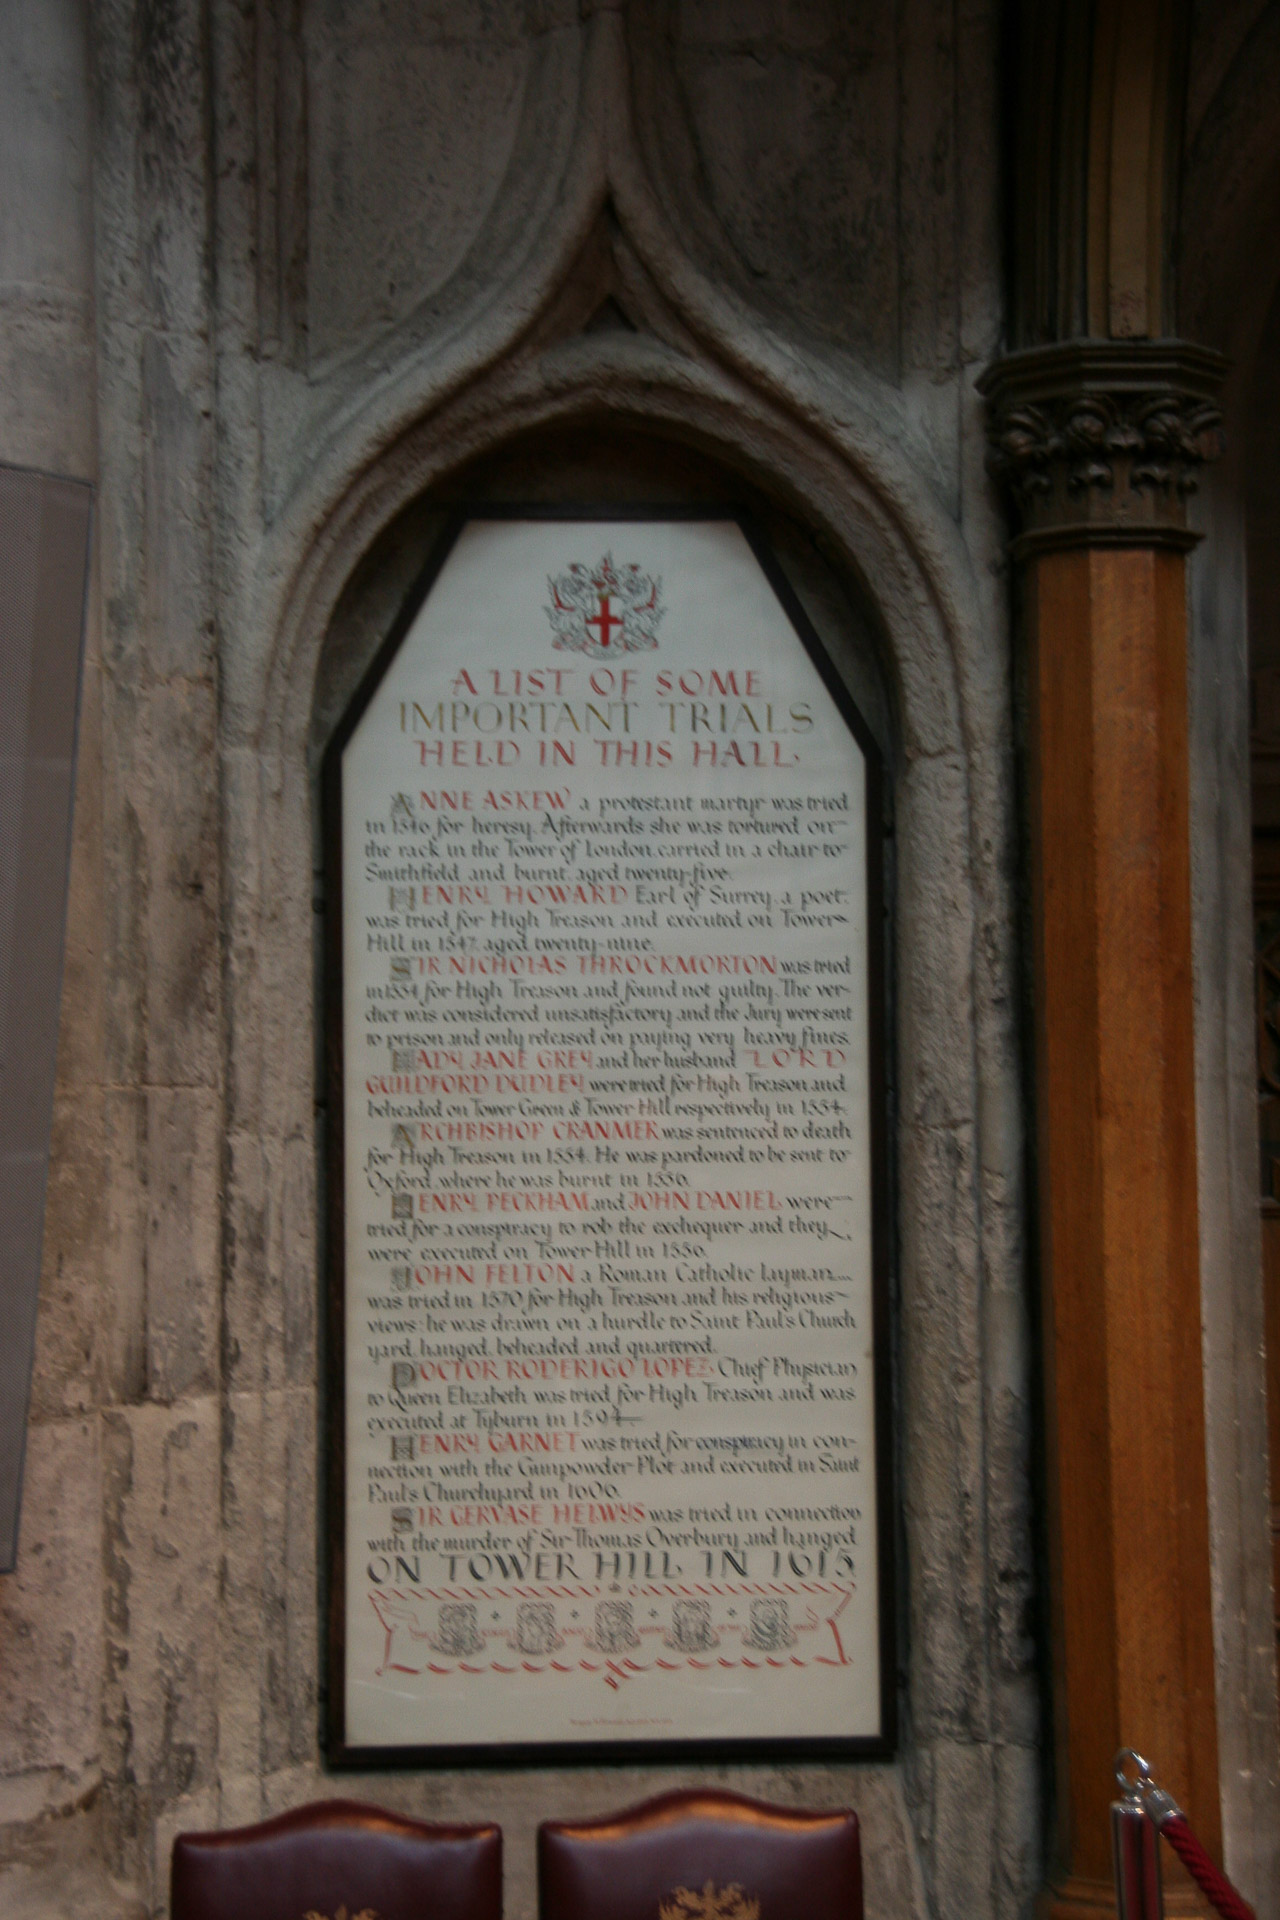 A LIST OF SOME
IMPORTANT TRIALS
HELD IN THIS HALL.
ANNE ASKEW a protestant martyr was tried
in 1546 for heresy. Afterwards she was tortured on
the rack in the Tower of London, carried in a chair to
Smithfield and burnt, aged twenty-five.
HENRY HOWARD Earl of Surrey, a poet,
was tried for High Treason and executed on Tower
Hill in 1547, aged twenty-nine.
SIR NICHOLAS THROCKMORTON was tried
in 1554 for High Treason and found not guilty. The ver-
dict was considered unsatisfactory and the Jury were sent
to prison and only released on paying very heavy fines.
LADY JANE GREY and her husband LORD
GUILDFORD DUDLEY were tried for High Treason and
beheaded on Tower Green & Tower Hill respectively in 1554.
ARCHBISHOP CRANMER was sentenced to death
for High Treason in 1554. He was pardoned to be sent to
Oxford, where he was burnt in 1556.
HENRY PECKHAM and JOHN DANIEL were
tried for a conspiracy to rob the exchequer and they
were executed on Tower Hill in 1556.
JOHN FELTON a Roman Catholic layman
was tried in 1570 for High Treason and his religious
views: he was drawn on a hurdle to Saint Paul's Church
yard, hanged, beheaded and quartered.
DOCTOR RODERIGO LOPEZ, Chief Physician
to Queen Elizabeth was tried for High Treason and was
executed at Tyburn in 1594
HENRY GARNET was tried for conspiracy in con-
nection with the Gunpowder Plot and executed in Saint
Paul's Churchyard in 1606.
SIR GERVASE HELWYS was tried in connection
with the murder of Sir Thomas Overbury and hanged
ON TOWER HILL IN 1615.